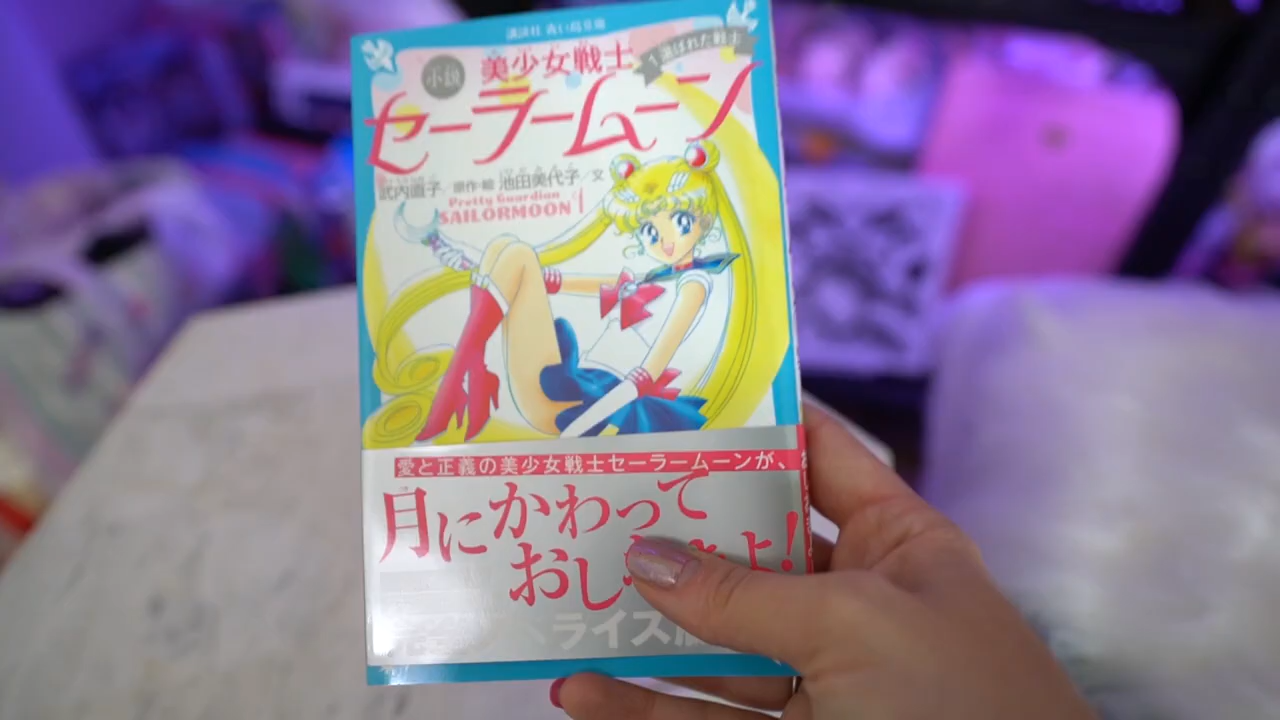 講談社 青い鳥文庫
小説 美少女戦士
1 選ばれた戦士
セーラームーン
武内直子/原作・絵 池田美代子/文
Pretty Guardian
SAILORMOON 1
愛と正義の美少女戦士セーラームーンが、
月にかわって
おし よ!
ライズ